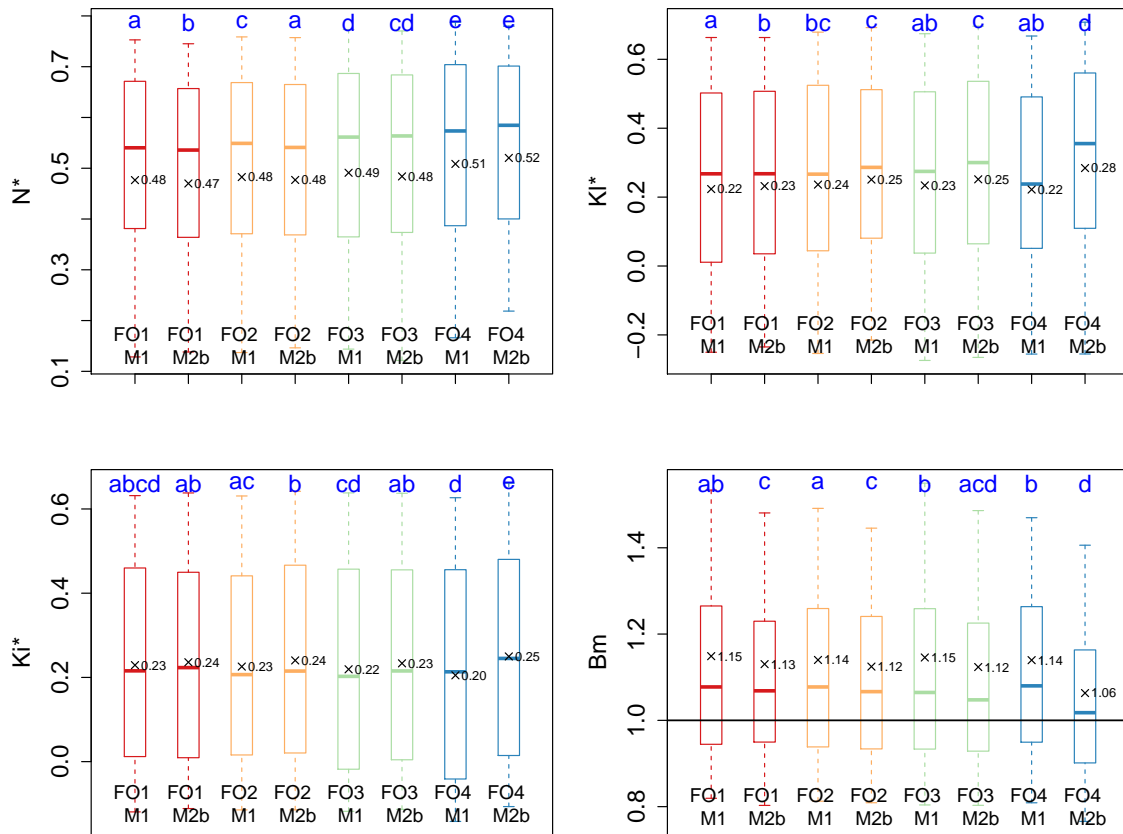 a b c a d cd e e
N*
0.7
0.5
0.3
0.1
0.48 0.47 0.48 0.48 0.49 0.48 0.51 0.52
FO1 FO1 FO2 FO2 FO3 FO3 FO4 FO4
M1 M2b M1 M2b M1 M2b M1 M2b
a b bc c ab c ab d
Kl*
0.6
0.4
0.2
0.0
−0.2
0.22 0.23 0.24 0.25 0.23 0.25 0.22 0.28
FO1 FO1 FO2 FO2 FO3 FO3 FO4 FO4
M1 M2b M1 M2b M1 M2b M1 M2b
abcd ab ac b cd ab d e
Ki*
0.6
0.4
0.2
0.0
0.23 0.24 0.23 0.24 0.22 0.23 0.20 0.25
FO1 FO1 FO2 FO2 FO3 FO3 FO4 FO4
M1 M2b M1 M2b M1 M2b M1 M2b
ab c a c b acd b d
Bm
1.4
1.2
1.0
0.8
1.15 1.13 1.14 1.12 1.15 1.12 1.14 1.06
FO1 FO1 FO2 FO2 FO3 FO3 FO4 FO4
M1 M2b M1 M2b M1 M2b M1 M2b